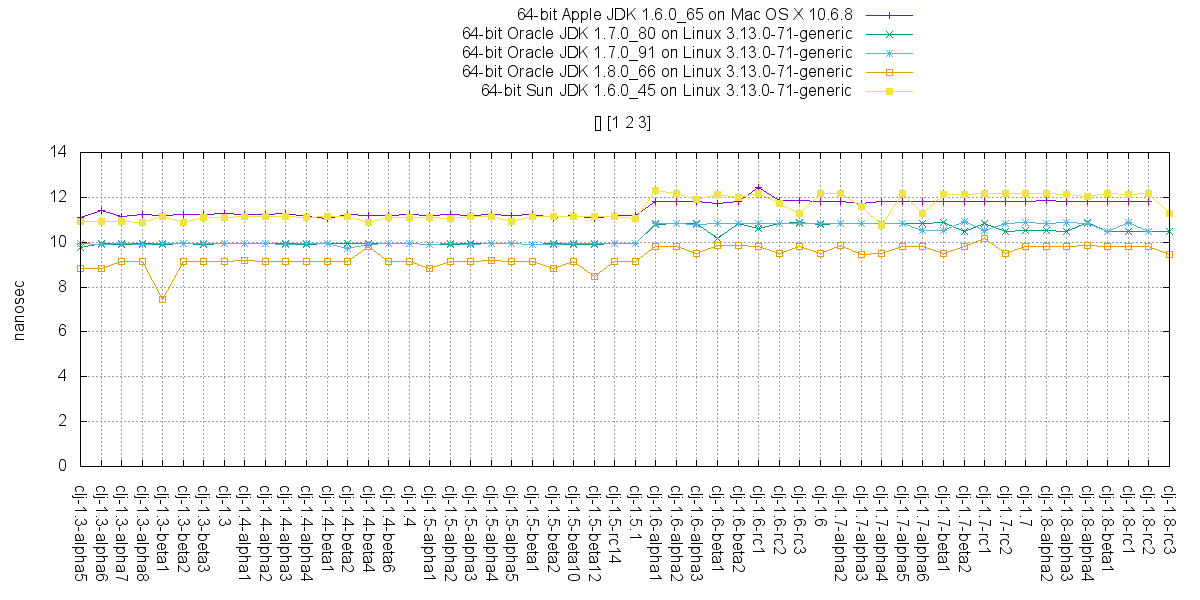 64-bit Apple JDK 1.6.0_65 on Mac OS X 10.6.8
64-bit Oracle JDK 1.7.0_80 on Linux 3.13.0-71-generic
64-bit Oracle JDK 1.7.0_91 on Linux 3.13.0-71-generic
64-bit Oracle JDK 1.8.0_66 on Linux 3.13.0-71-generic
64-bit Sun JDK 1.6.0_45 on Linux 3.13.0-71-generic
[] [1 2 3]
14
12
10
8
6
4
2
0
nanosec
clj-1.3-alpha5
clj-1.3-alpha6
clj-1.3-alpha7
clj-1.3-alpha8
clj-1.3-beta1
clj-1.3-beta2
clj-1.3-beta3
clj-1.3
clj-1.4-alpha1
clj-1.4-alpha2
clj-1.4-alpha3
clj-1.4-alpha4
clj-1.4-beta1
clj-1.4-beta2
clj-1.4-beta4
clj-1.4-beta6
clj-1.4
clj-1.5-alpha1
clj-1.5-alpha2
clj-1.5-alpha3
clj-1.5-alpha4
clj-1.5-alpha5
clj-1.5-beta1
clj-1.5-beta2
clj-1.5-beta10
clj-1.5-beta12
clj-1.5-rc14
clj-1.5.1
clj-1.6-alpha1
clj-1.6-alpha2
clj-1.6-alpha3
clj-1.6-beta1
clj-1.6-beta2
clj-1.6-rc1
clj-1.6-rc2
clj-1.6-rc3
clj-1.6
clj-1.7-alpha2
clj-1.7-alpha3
clj-1.7-alpha4
clj-1.7-alpha5
clj-1.7-alpha6
clj-1.7-beta1
clj-1.7-beta2
clj-1.7-rc1
clj-1.7-rc2
clj-1.7
clj-1.8-alpha2
clj-1.8-alpha3
clj-1.8-alpha4
clj-1.8-beta1
clj-1.8-rc1
clj-1.8-rc2
clj-1.8-rc3